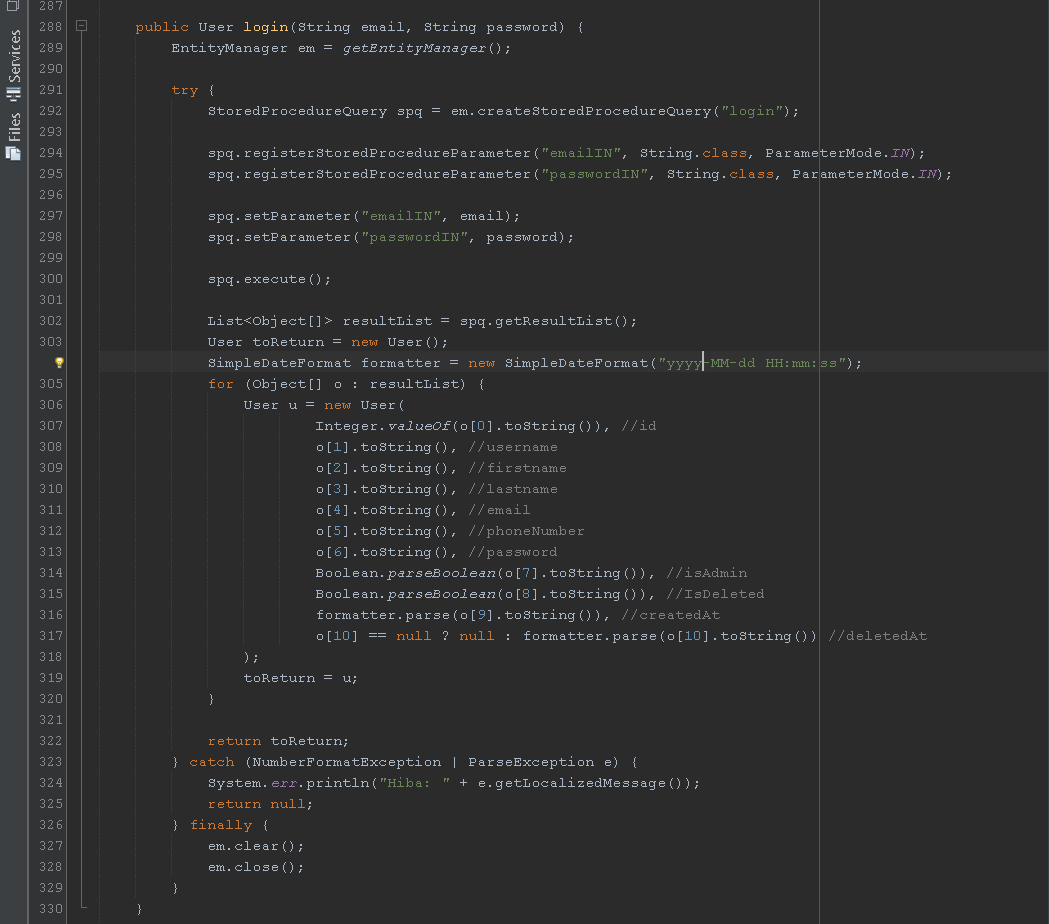 Services
Files
287
288 public User login(String email, String password) {
289 EntityManager em = getEntityManager();
290
291 try {
292 StoredProcedureQuery spq = em.createStoredProcedureQuery("login");
293
294 spq.registerStoredProcedureParameter("emailIN", String.class, ParameterMode.IN);
295 spq.registerStoredProcedureParameter("passwordIN", String.class, ParameterMode.IN);
296
297 spq.setParameter("emailIN", email);
298 spq.setParameter("passwordIN", password);
299
300 spq.execute();
301
302 List<Object[]> resultList = spq.getResultList();
303 User toReturn = new User();
SimpleDateFormat formatter = new SimpleDateFormat("yyyy-MM-dd HH:mm:ss");
305 for (Object[] o : resultList) {
306 User u = new User(
307 Integer.valueOf(o[0].toString()), //id
308 o[1].toString(), //username
309 o[2].toString(), //firstname
310 o[3].toString(), //lastname
311 o[4].toString(), //email
312 o[5].toString(), //phoneNumber
313 o[6].toString(), //password
314 Boolean.parseBoolean(o[7].toString()), //isAdmin
315 Boolean.parseBoolean(o[8].toString()), //IsDeleted
316 formatter.parse(o[9].toString()), //createdAt
317 o[10] == null ? null : formatter.parse(o[10].toString()) //deletedAt
318 );
319 toReturn = u;
320 }
321
322 return toReturn;
323 } catch (NumberFormatException | ParseException e) {
324 System.err.println("Hiba: " + e.getLocalizedMessage());
325 return null;
326 } finally {
327 em.clear();
328 em.close();
329 }
330 }